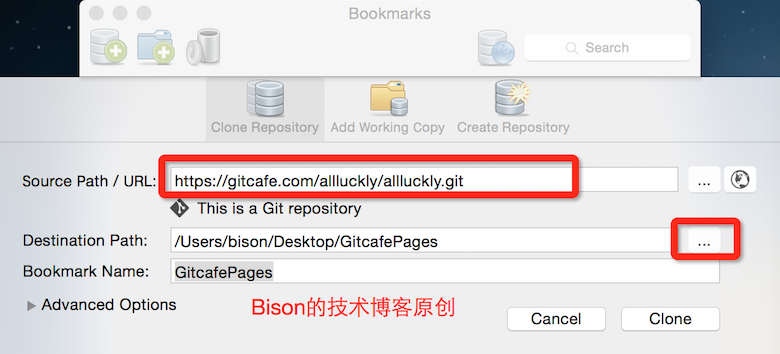 Bookmarks
Search
Clone Repository Add Working Copy Create Repository
Source Path / URL: https://gitcafe.com/allluckly/allluckly.git ...
This is a Git repository
Destination Path: /Users/bison/Desktop/GitcafePages ...
Bookmark Name: GitcafePages
Advanced Options
Bison的技术博客原创
Cancel Clone